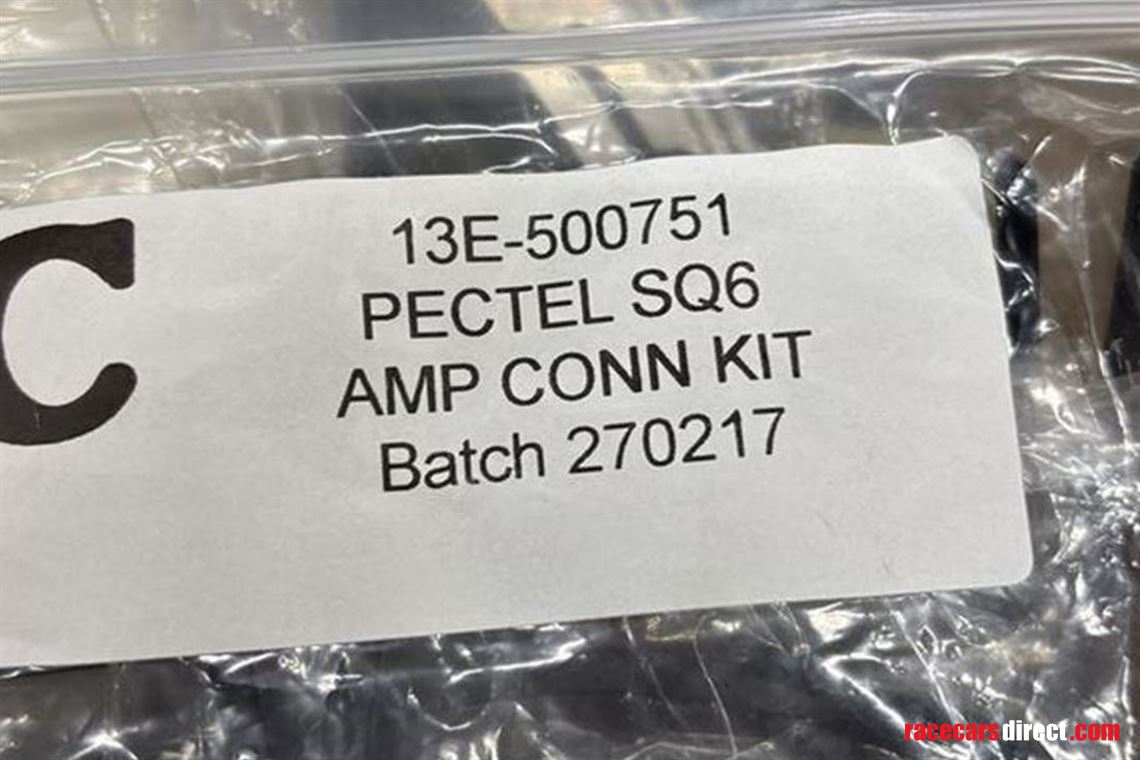 C
13E-500751
PECTEL SQ6
AMP CONN KIT
Batch 270217
racecarsdirect.com